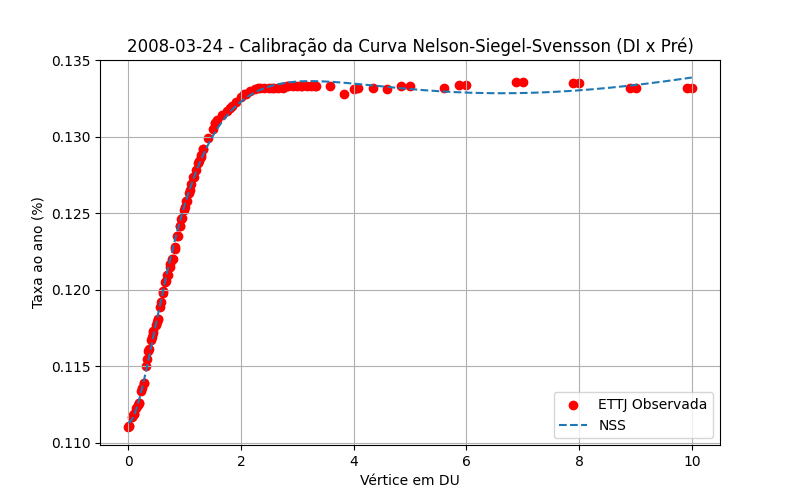 2008-03-24 - Calibração da Curva Nelson-Siegel-Svensson (DI x Pré)
0.135
0.130
0.125
0.120
0.115
0.110
Taxa ao ano (%)
ETTJ Observada
NSS
0 2 4 6 8 10
Vértice em DU